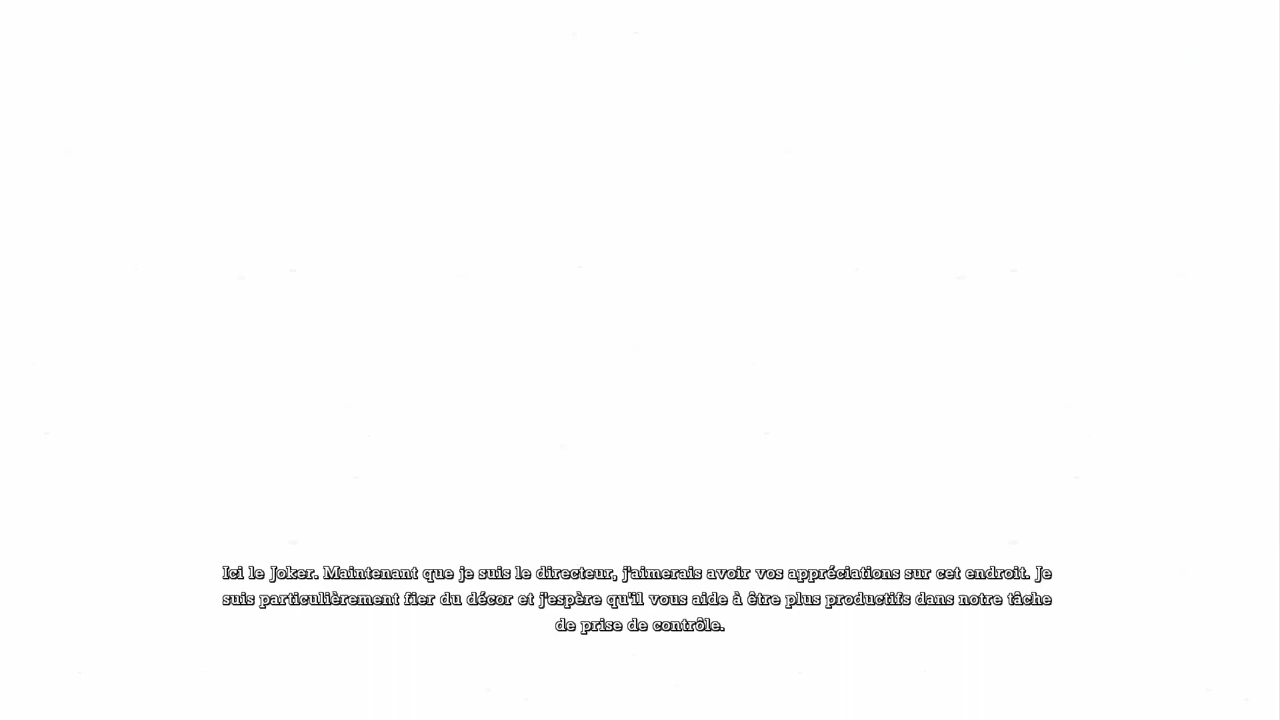 Ici le Joker. Maintenant que je suis le directeur, j'aimerais avoir vos appréciations sur cet endroit. Je
suis particulièrement fier du décor et j'espère qu'il vous aide à être plus productifs dans notre tâche
de prise de contrôle.